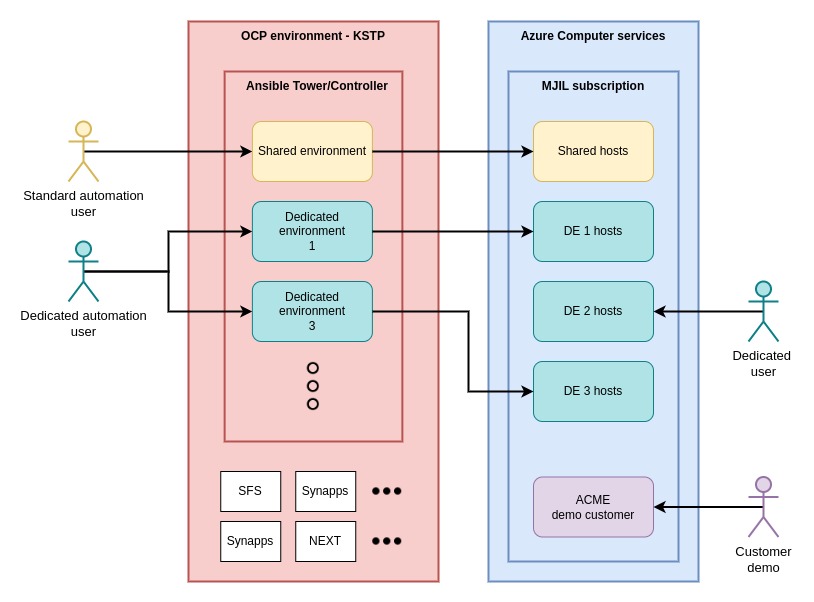 OCP environment - KSTP
Azure Computer services
Ansible Tower/Controller
MJIL subscription
Shared environment
Shared hosts
Standard automation
user
Dedicated
environment
1
DE 1 hosts
Dedicated automation
user
Dedicated
environment
3
DE 2 hosts
Dedicated
user
DE 3 hosts
SFS
Synapps
Synapps
NEXT
ACME
demo customer
Customer
demo